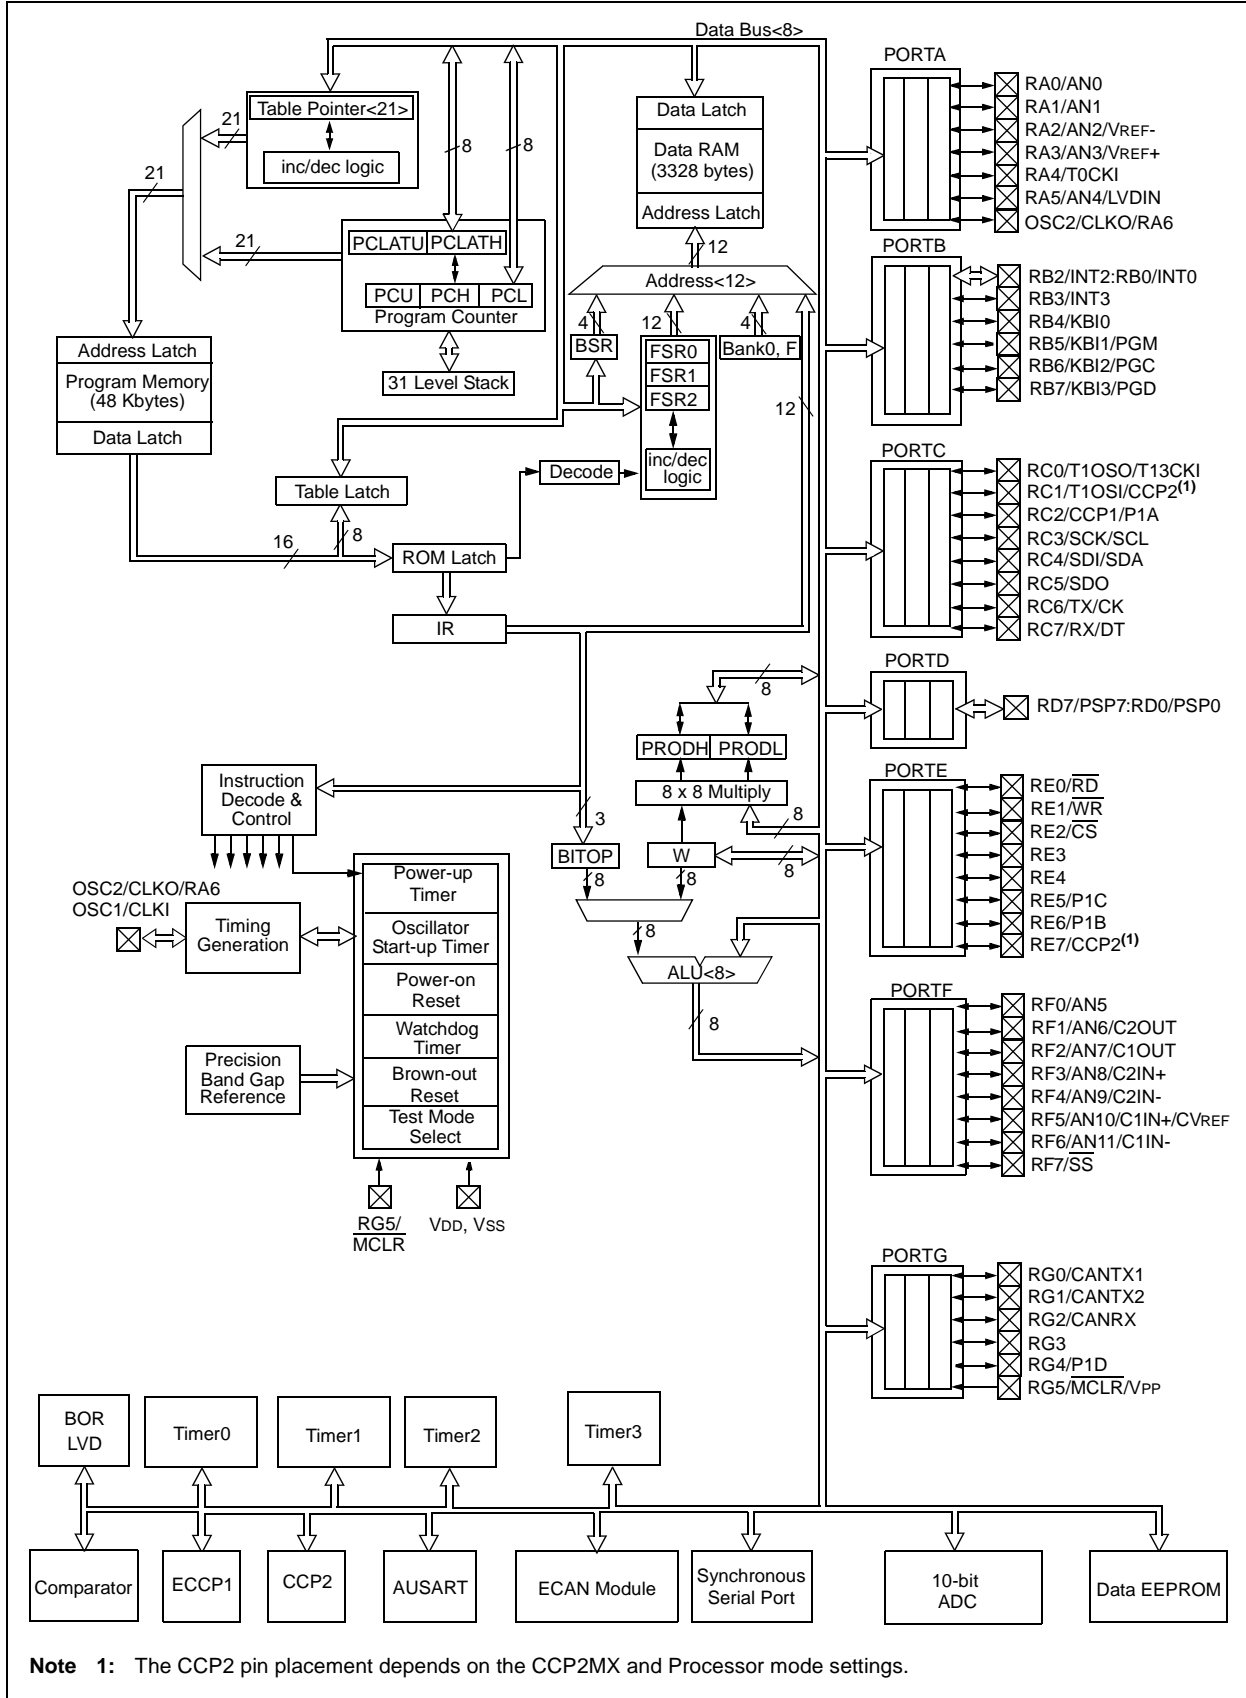 Data Bus<8>
PORTA
Table Pointer<21>
21
inc/dec logic
21
21
8
8
Data Latch
Data RAM
(3328 bytes)
Address Latch
12
RA0/AN0
RA1/AN1
RA2/AN2/VREF-
RA3/AN3/VREF+
RA4/T0CKI
RA5/AN4/LVDIN
OSC2/CLKO/RA6
PCLATU PCLATH
PCU PCH PCL
Program Counter
31 Level Stack
Address<12>
4
12
4
BSR
FSR0
FSR1
FSR2
inc/dec
logic
Bank0, F
12
PORTB
RB2/INT2:RB0/INT0
RB3/INT3
RB4/KBI0
RB5/KBI1/PGM
RB6/KBI2/PGC
RB7/KBI3/PGD
Address Latch
Program Memory
(48 Kbytes)
Data Latch
Table Latch
8
16
ROM Latch
Decode
IR
PORTC
RC0/T1OSO/T13CKI
RC1/T1OSI/CCP2(1)
RC2/CCP1/P1A
RC3/SCK/SCL
RC4/SDI/SDA
RC5/SDO
RC6/TX/CK
RC7/RX/DT
PORTD
RD7/PSP7:RD0/PSP0
8
PRODH PRODL
8 x 8 Multiply
8
3
BITOP
W
8
8
8
8
ALU<8>
8
Instruction
Decode &
Control
OSC2/CLKO/RA6
OSC1/CLKI
Timing
Generation
Power-up
Timer
Oscillator
Start-up Timer
Power-on
Reset
Watchdog
Timer
Brown-out
Reset
Test Mode
Select
Precision
Band Gap
Reference
RG5/
MCLR
VDD, VSS
PORTE
RE0/RD
RE1/WR
RE2/CS
RE3
RE4
RE5/P1C
RE6/P1B
RE7/CCP2(1)
PORTF
RF0/AN5
RF1/AN6/C2OUT
RF2/AN7/C1OUT
RF3/AN8/C2IN+
RF4/AN9/C2IN-
RF5/AN10/C1IN+/CVREF
RF6/AN11/C1IN-
RF7/SS
PORTG
RG0/CANTX1
RG1/CANTX2
RG2/CANRX
RG3
RG4/P1D
RG5/MCLR/VPP
BOR
LVD
Timer0
Timer1
Timer2
Timer3
Comparator
ECCP1
CCP2
AUSART
ECAN Module
Synchronous
Serial Port
10-bit
ADC
Data EEPROM
Note 1: The CCP2 pin placement depends on the CCP2MX and Processor mode settings.